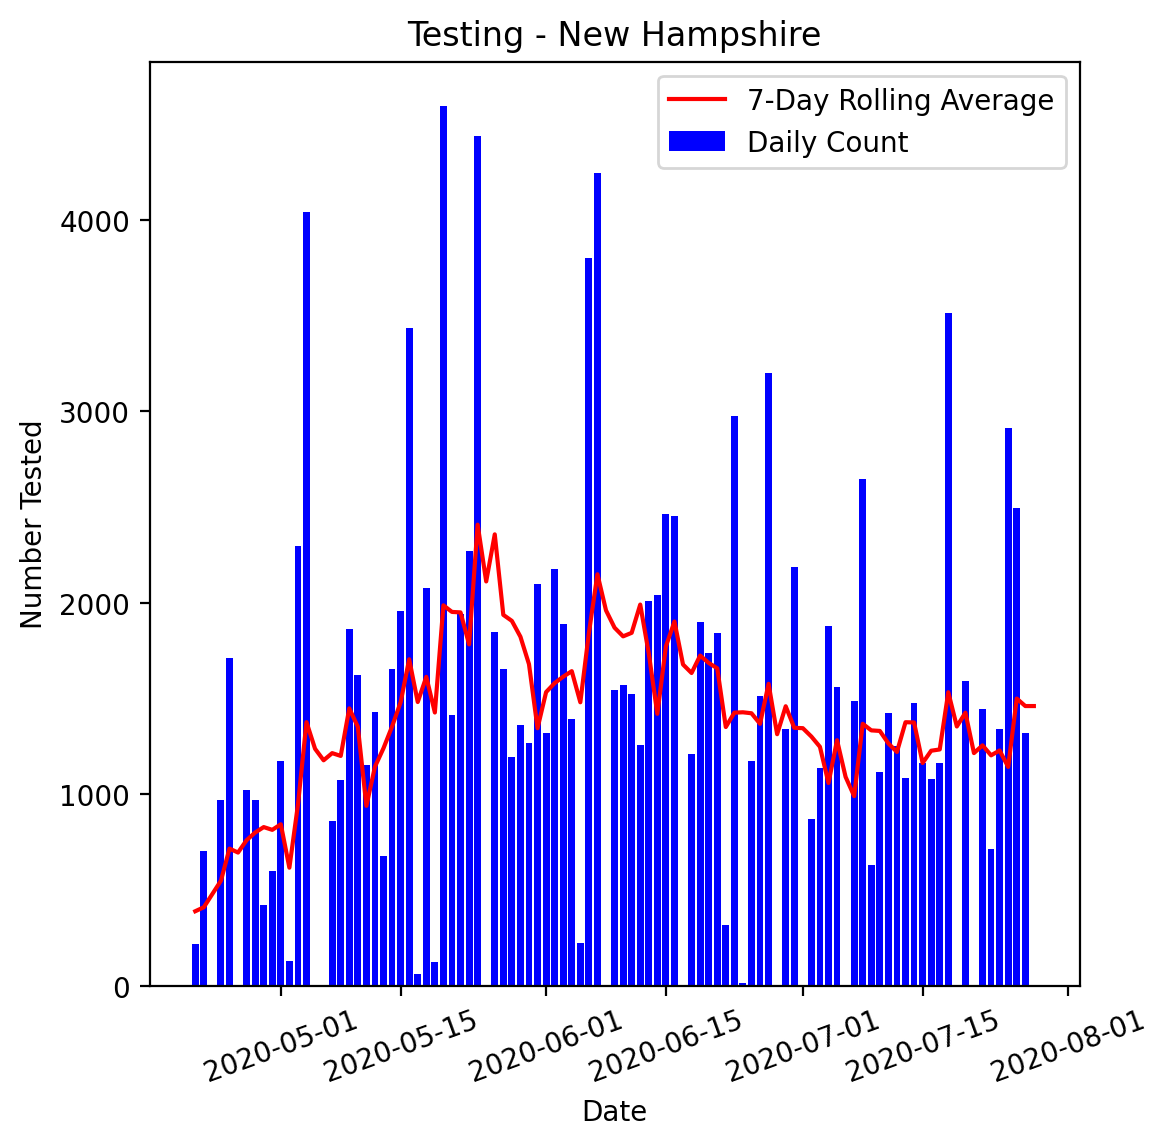 Testing - New Hampshire
7-Day Rolling Average
Daily Count
Number Tested
4000
3000
2000
1000
0
2020-05-01
2020-05-15
2020-06-01
2020-06-15
2020-07-01
2020-07-15
2020-08-01
Date